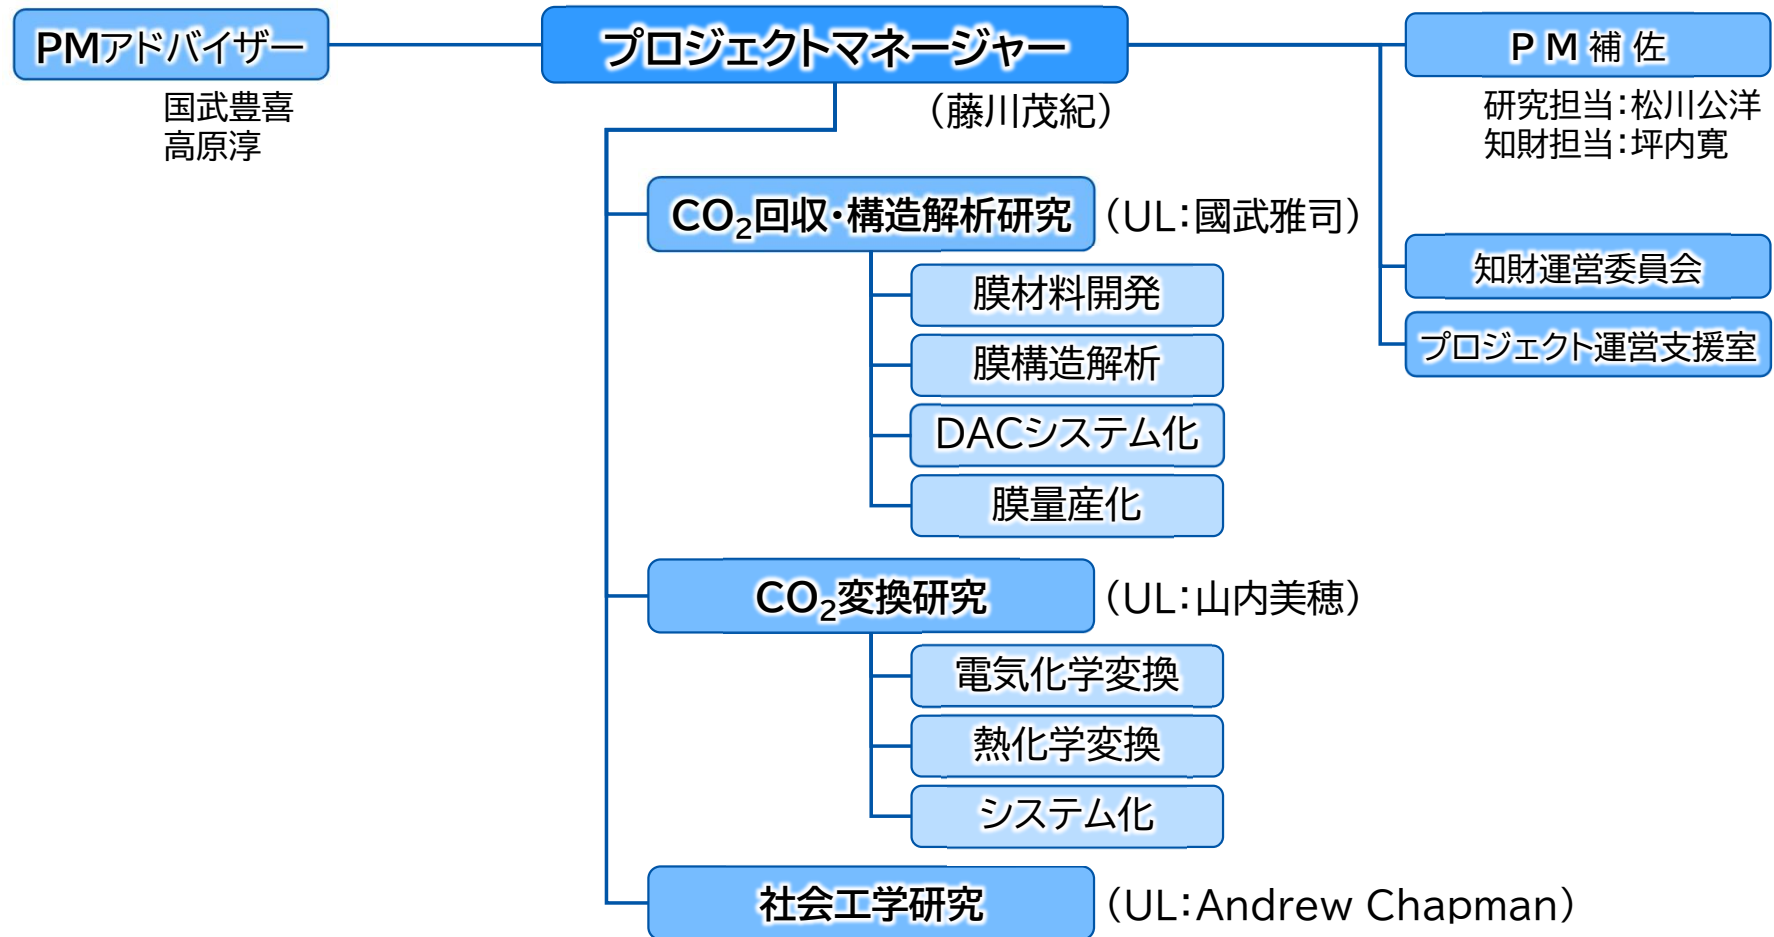 PMアドバイザー
国武豊喜
高原淳
プロジェクトマネージャー
（藤川茂紀）
PM補佐
研究担当：松川公洋
知財担当：坪内寛
CO₂回収・構造解析研究
（UL：國武雅司）
膜材料開発
膜構造解析
DACシステム化
膜量産化
知財運営委員会
プロジェクト運営支援室
CO₂変換研究
（UL：山内美穂）
電気化学変換
熱化学変換
システム化
社会工学研究
（UL：Andrew Chapman）